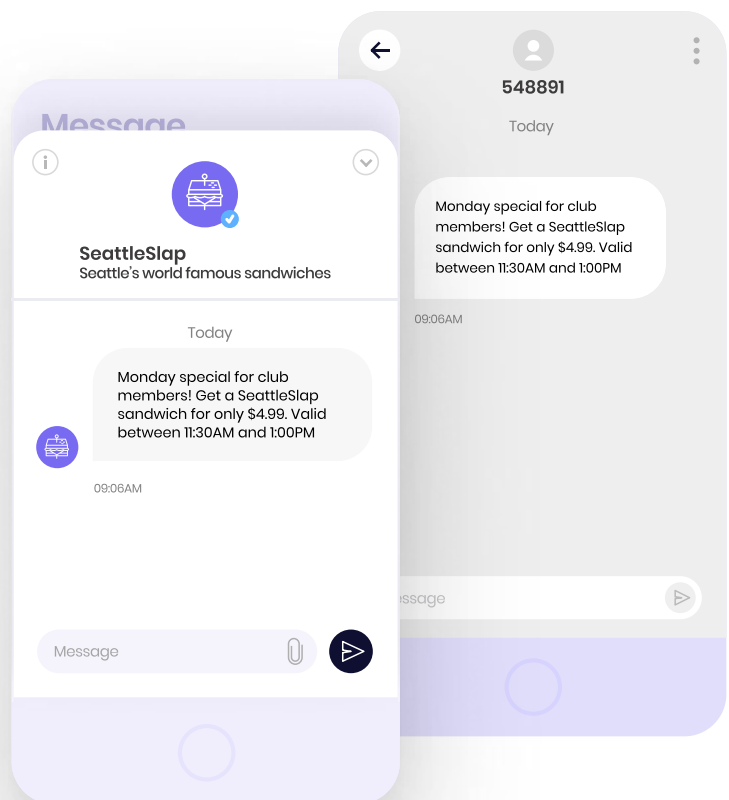 548891
Today
Monday special for club
members! Get a SeattleSlap
sandwich for only $4.99. Valid
between 11:30AM and 1:00PM
09:06AM
essage
Message
SeattleSlap
Seattle's world famous sandwiches
Today
Monday special for club
members! Get a SeattleSlap
sandwich for only $4.99. Valid
between 11:30AM and 1:00PM
09:06AM
Message